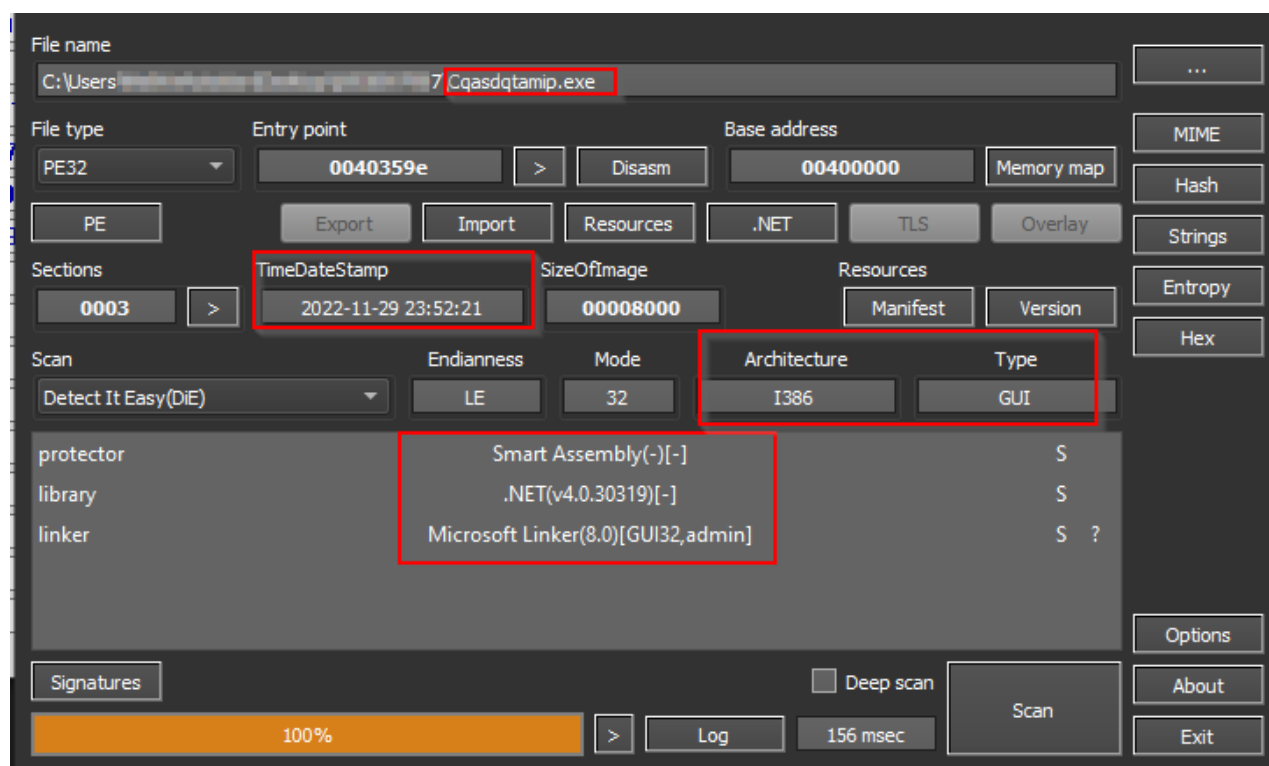 File name
C:\Users 7 Cqasdqtamip.exe ...
File type Entry point Base address MIME
PE32 0040359e > Disasm 00400000 Memory map
Hash
PE Export Import Resources .NET TLS Overlay Strings
Sections TimeDateStamp SizeOfImage Resources
0003 > 2022-11-29 23:52:21 00008000 Manifest Version Entropy
Hex
Scan Endianness Mode Architecture Type
Detect It Easy(DiE) LE 32 I386 GUI
protector Smart Assembly(-)[-] S
library .NET(v4.0.30319)[-] S
linker Microsoft Linker(8.0)[GUI32,admin] S ?
Options
Signatures Deep scan Scan About
100% > Log 156 msec Exit